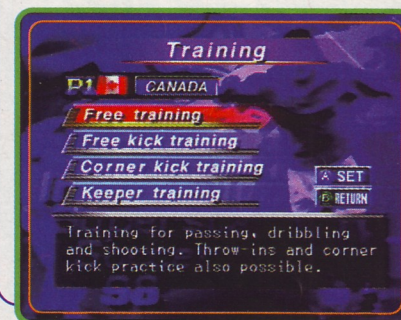 Training
P1 CANADA
Free training
Free kick training
Corner kick training
Keeper training
A SET
B RETURN
Training for passing, dribbling
and shooting. Throw-ins and corner
kick practice also possible.